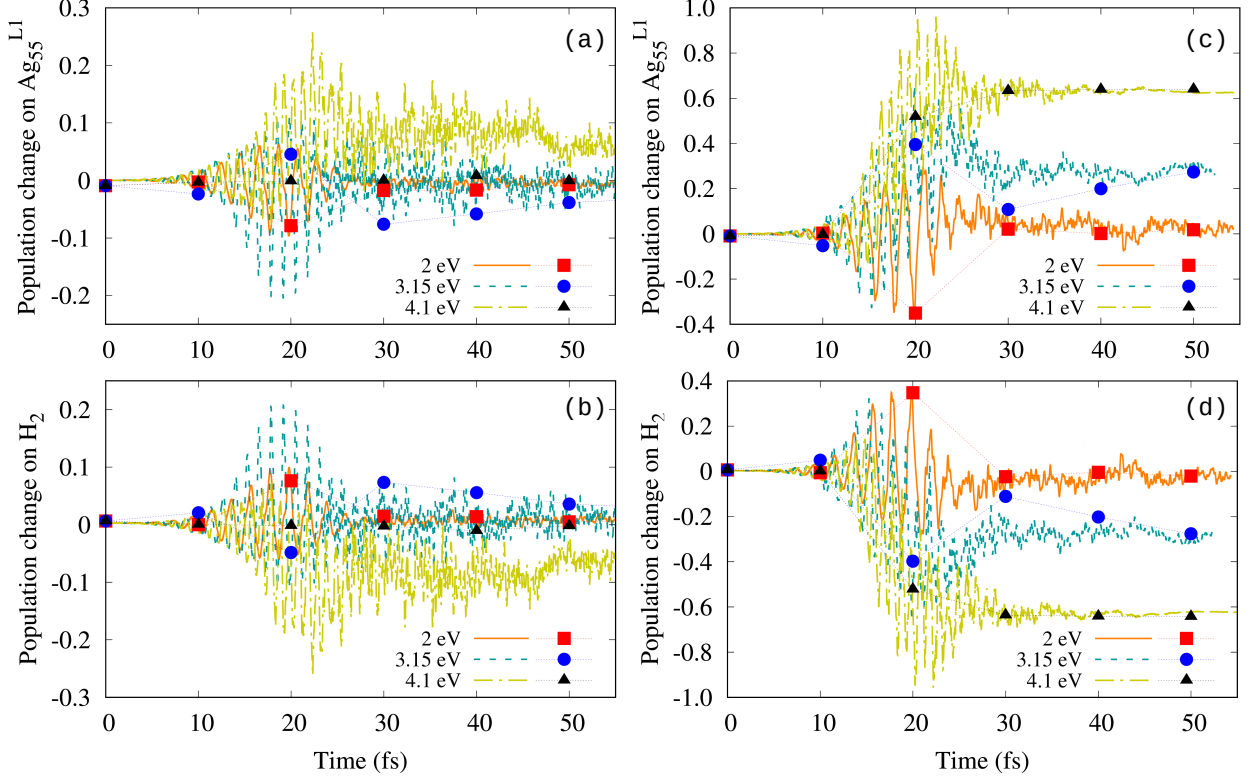 (a)
Population change on Ag₅₅ᴸ¹
0.3
0.2
0.1
0
-0.1
-0.2
0 10 20 30 40 50
2 eV
3.15 eV
4.1 eV
(c)
Population change on Ag₅₅ᴸ¹
1.0
0.8
0.6
0.4
0.2
0
-0.2
-0.4
0 10 20 30 40 50
2 eV
3.15 eV
4.1 eV
(b)
Population change on H₂
0.2
0.1
0
-0.1
-0.2
-0.3
0 10 20 30 40 50
Time (fs)
2 eV
3.15 eV
4.1 eV
(d)
Population change on H₂
0.4
0.2
0
-0.2
-0.4
-0.6
-0.8
-1.0
0 10 20 30 40 50
Time (fs)
2 eV
3.15 eV
4.1 eV